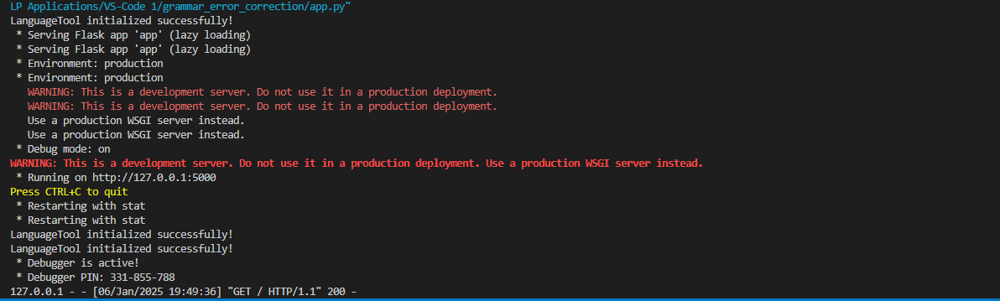 LP Applications/VS-Code 1/grammar_error_correction/app.py"
LanguageTool initialized successfully!
 * Serving Flask app 'app' (lazy loading)
 * Serving Flask app 'app' (lazy loading)
 * Environment: production
 * Environment: production
   WARNING: This is a development server. Do not use it in a production deployment.
   WARNING: This is a development server. Do not use it in a production deployment.
   Use a production WSGI server instead.
   Use a production WSGI server instead.
 * Debug mode: on
WARNING: This is a development server. Do not use it in a production deployment. Use a production WSGI server instead.
 * Running on http://127.0.0.1:5000
Press CTRL+C to quit
 * Restarting with stat
 * Restarting with stat
LanguageTool initialized successfully!
LanguageTool initialized successfully!
 * Debugger is active!
 * Debugger PIN: 331-855-788
127.0.0.1 - - [06/Jan/2025 19:49:36] "GET / HTTP/1.1" 200 -